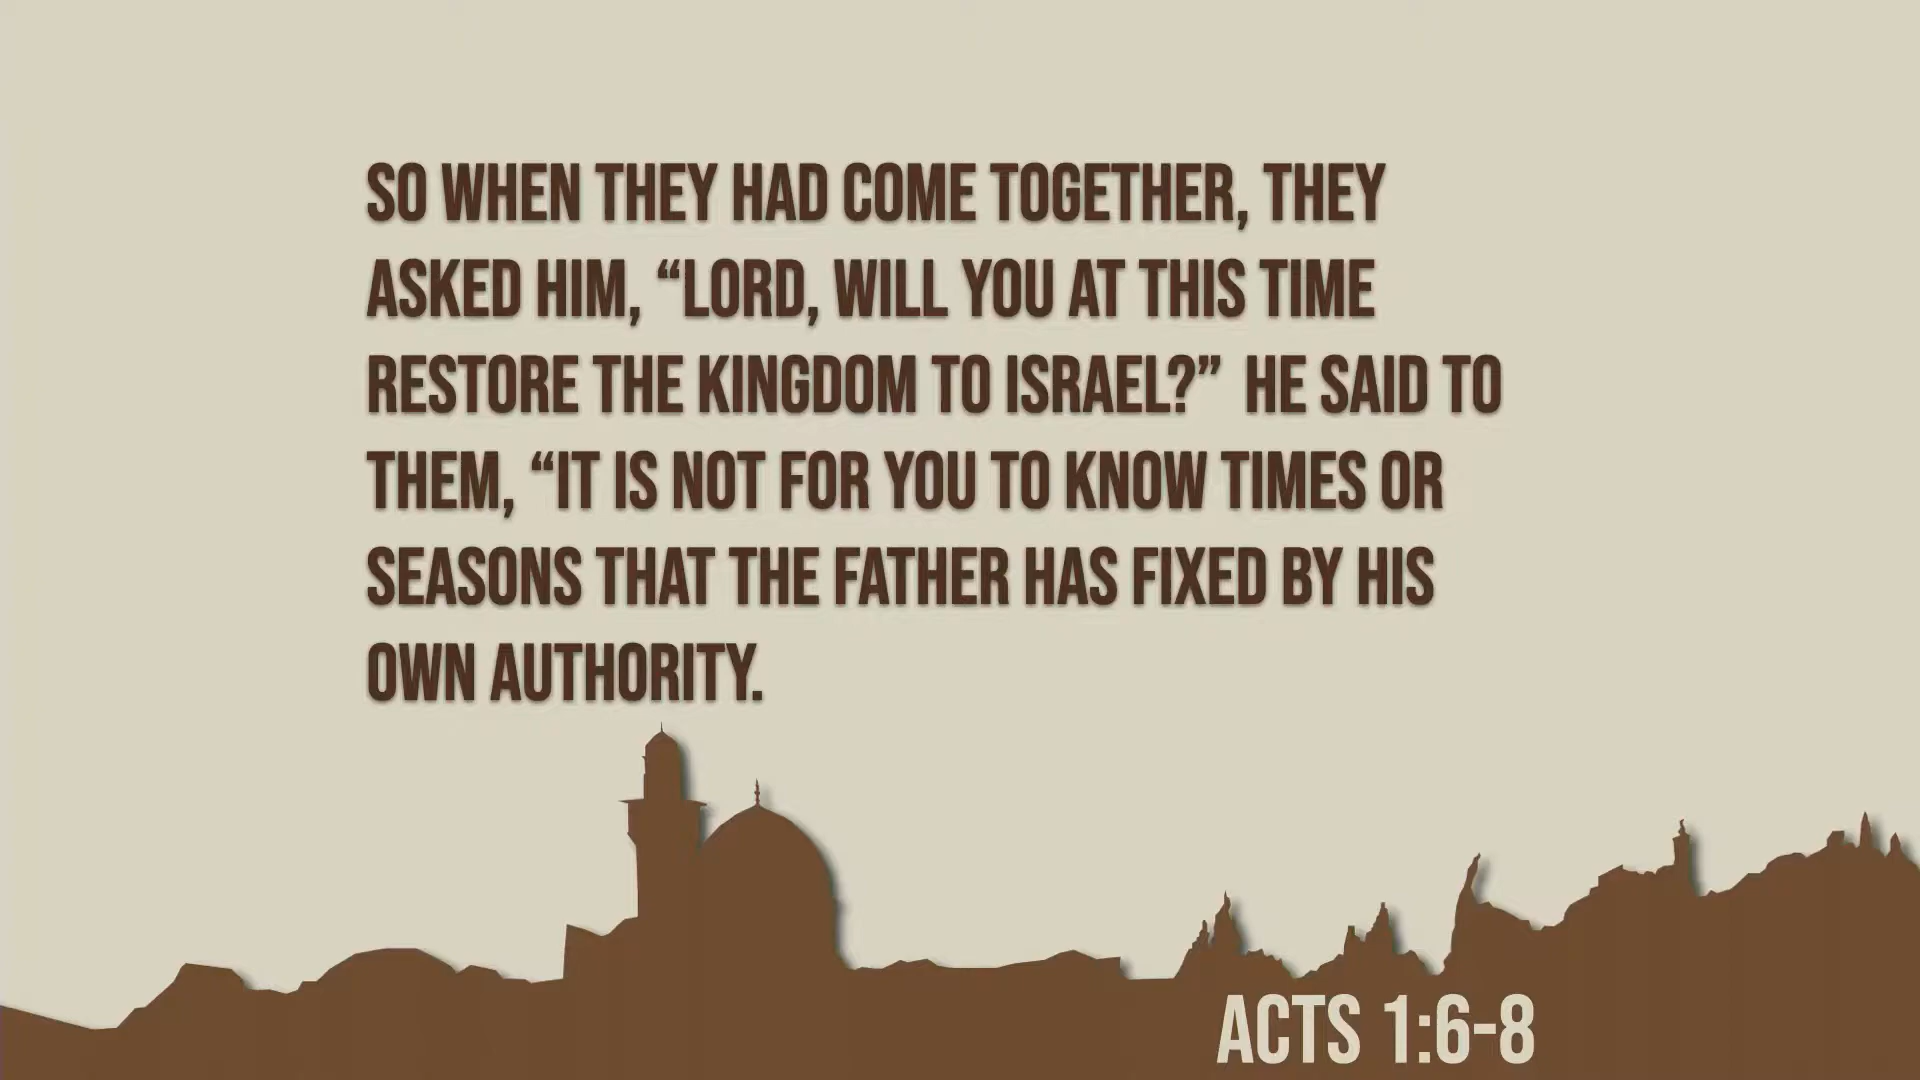 SO WHEN THEY HAD COME TOGETHER, THEY
ASKED HIM, “LORD, WILL YOU AT THIS TIME
RESTORE THE KINGDOM TO ISRAEL?” HE SAID TO
THEM, “IT IS NOT FOR YOU TO KNOW TIMES OR
SEASONS THAT THE FATHER HAS FIXED BY HIS
OWN AUTHORITY.
ACTS 1:6-8